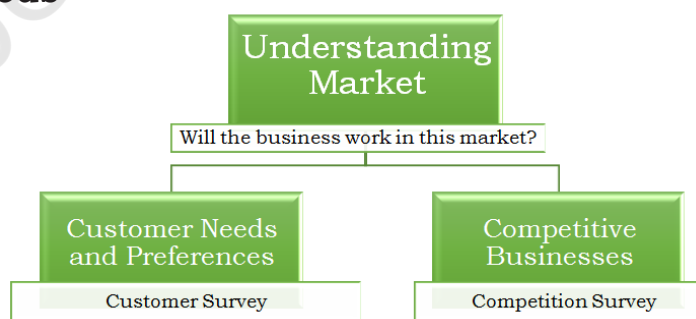 Understanding
Market
Will the business work in this market?
Customer Needs
and Preferences
Customer Survey
Competitive
Businesses
Competition Survey